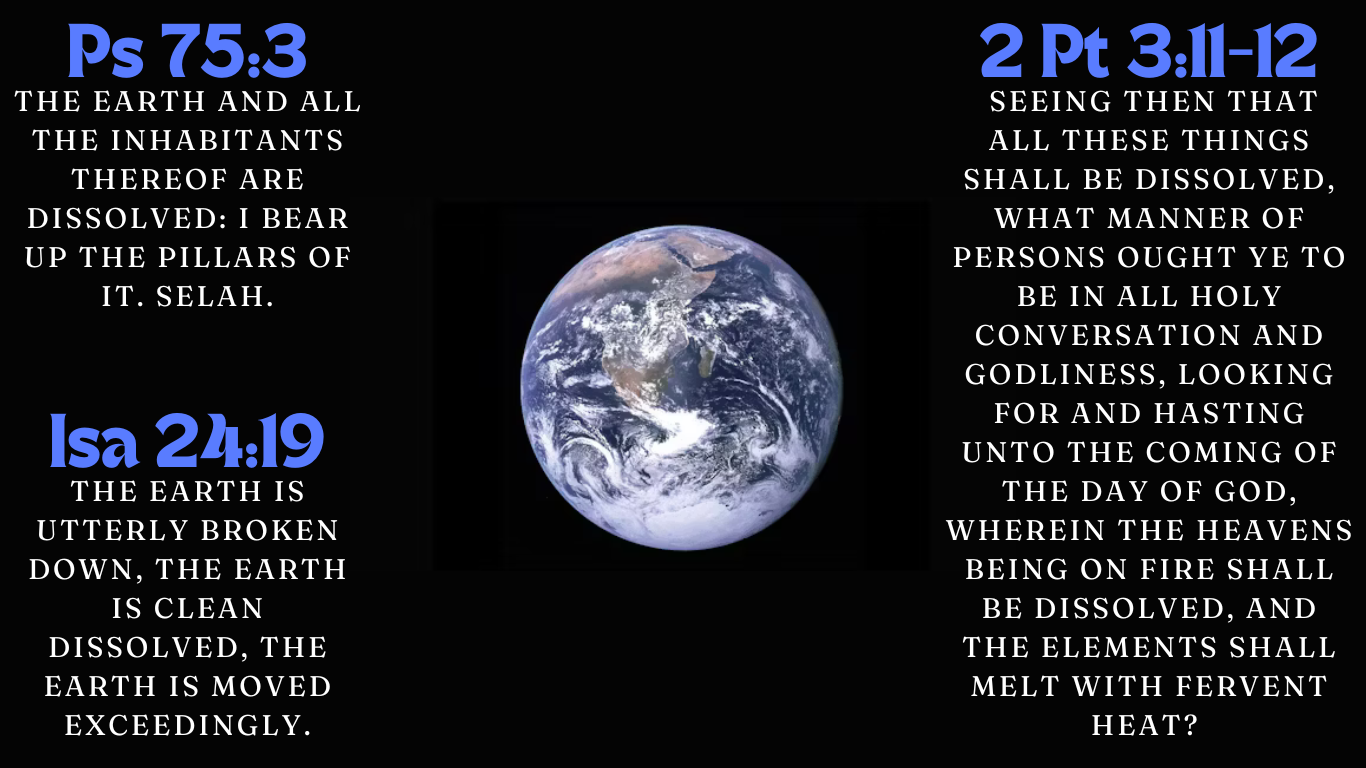 Ps 75:3
THE EARTH AND ALL
THE INHABITANTS
THEREOF ARE
DISSOLVED: I BEAR
UP THE PILLARS OF
IT. SELAH.
Isa 24:19
THE EARTH IS
UTTERLY BROKEN
DOWN, THE EARTH
IS CLEAN
DISSOLVED, THE
EARTH IS MOVED
EXCEEDINGLY.
2 Pt 3:11-12
SEEING THEN THAT
ALL THESE THINGS
SHALL BE DISSOLVED,
WHAT MANNER OF
PERSONS OUGHT YE TO
BE IN ALL HOLY
CONVERSATION AND
GODLINESS, LOOKING
FOR AND HASTING
UNTO THE COMING OF
THE DAY OF GOD,
WHEREIN THE HEAVENS
BEING ON FIRE SHALL
BE DISSOLVED, AND
THE ELEMENTS SHALL
MELT WITH FERVENT
HEAT?